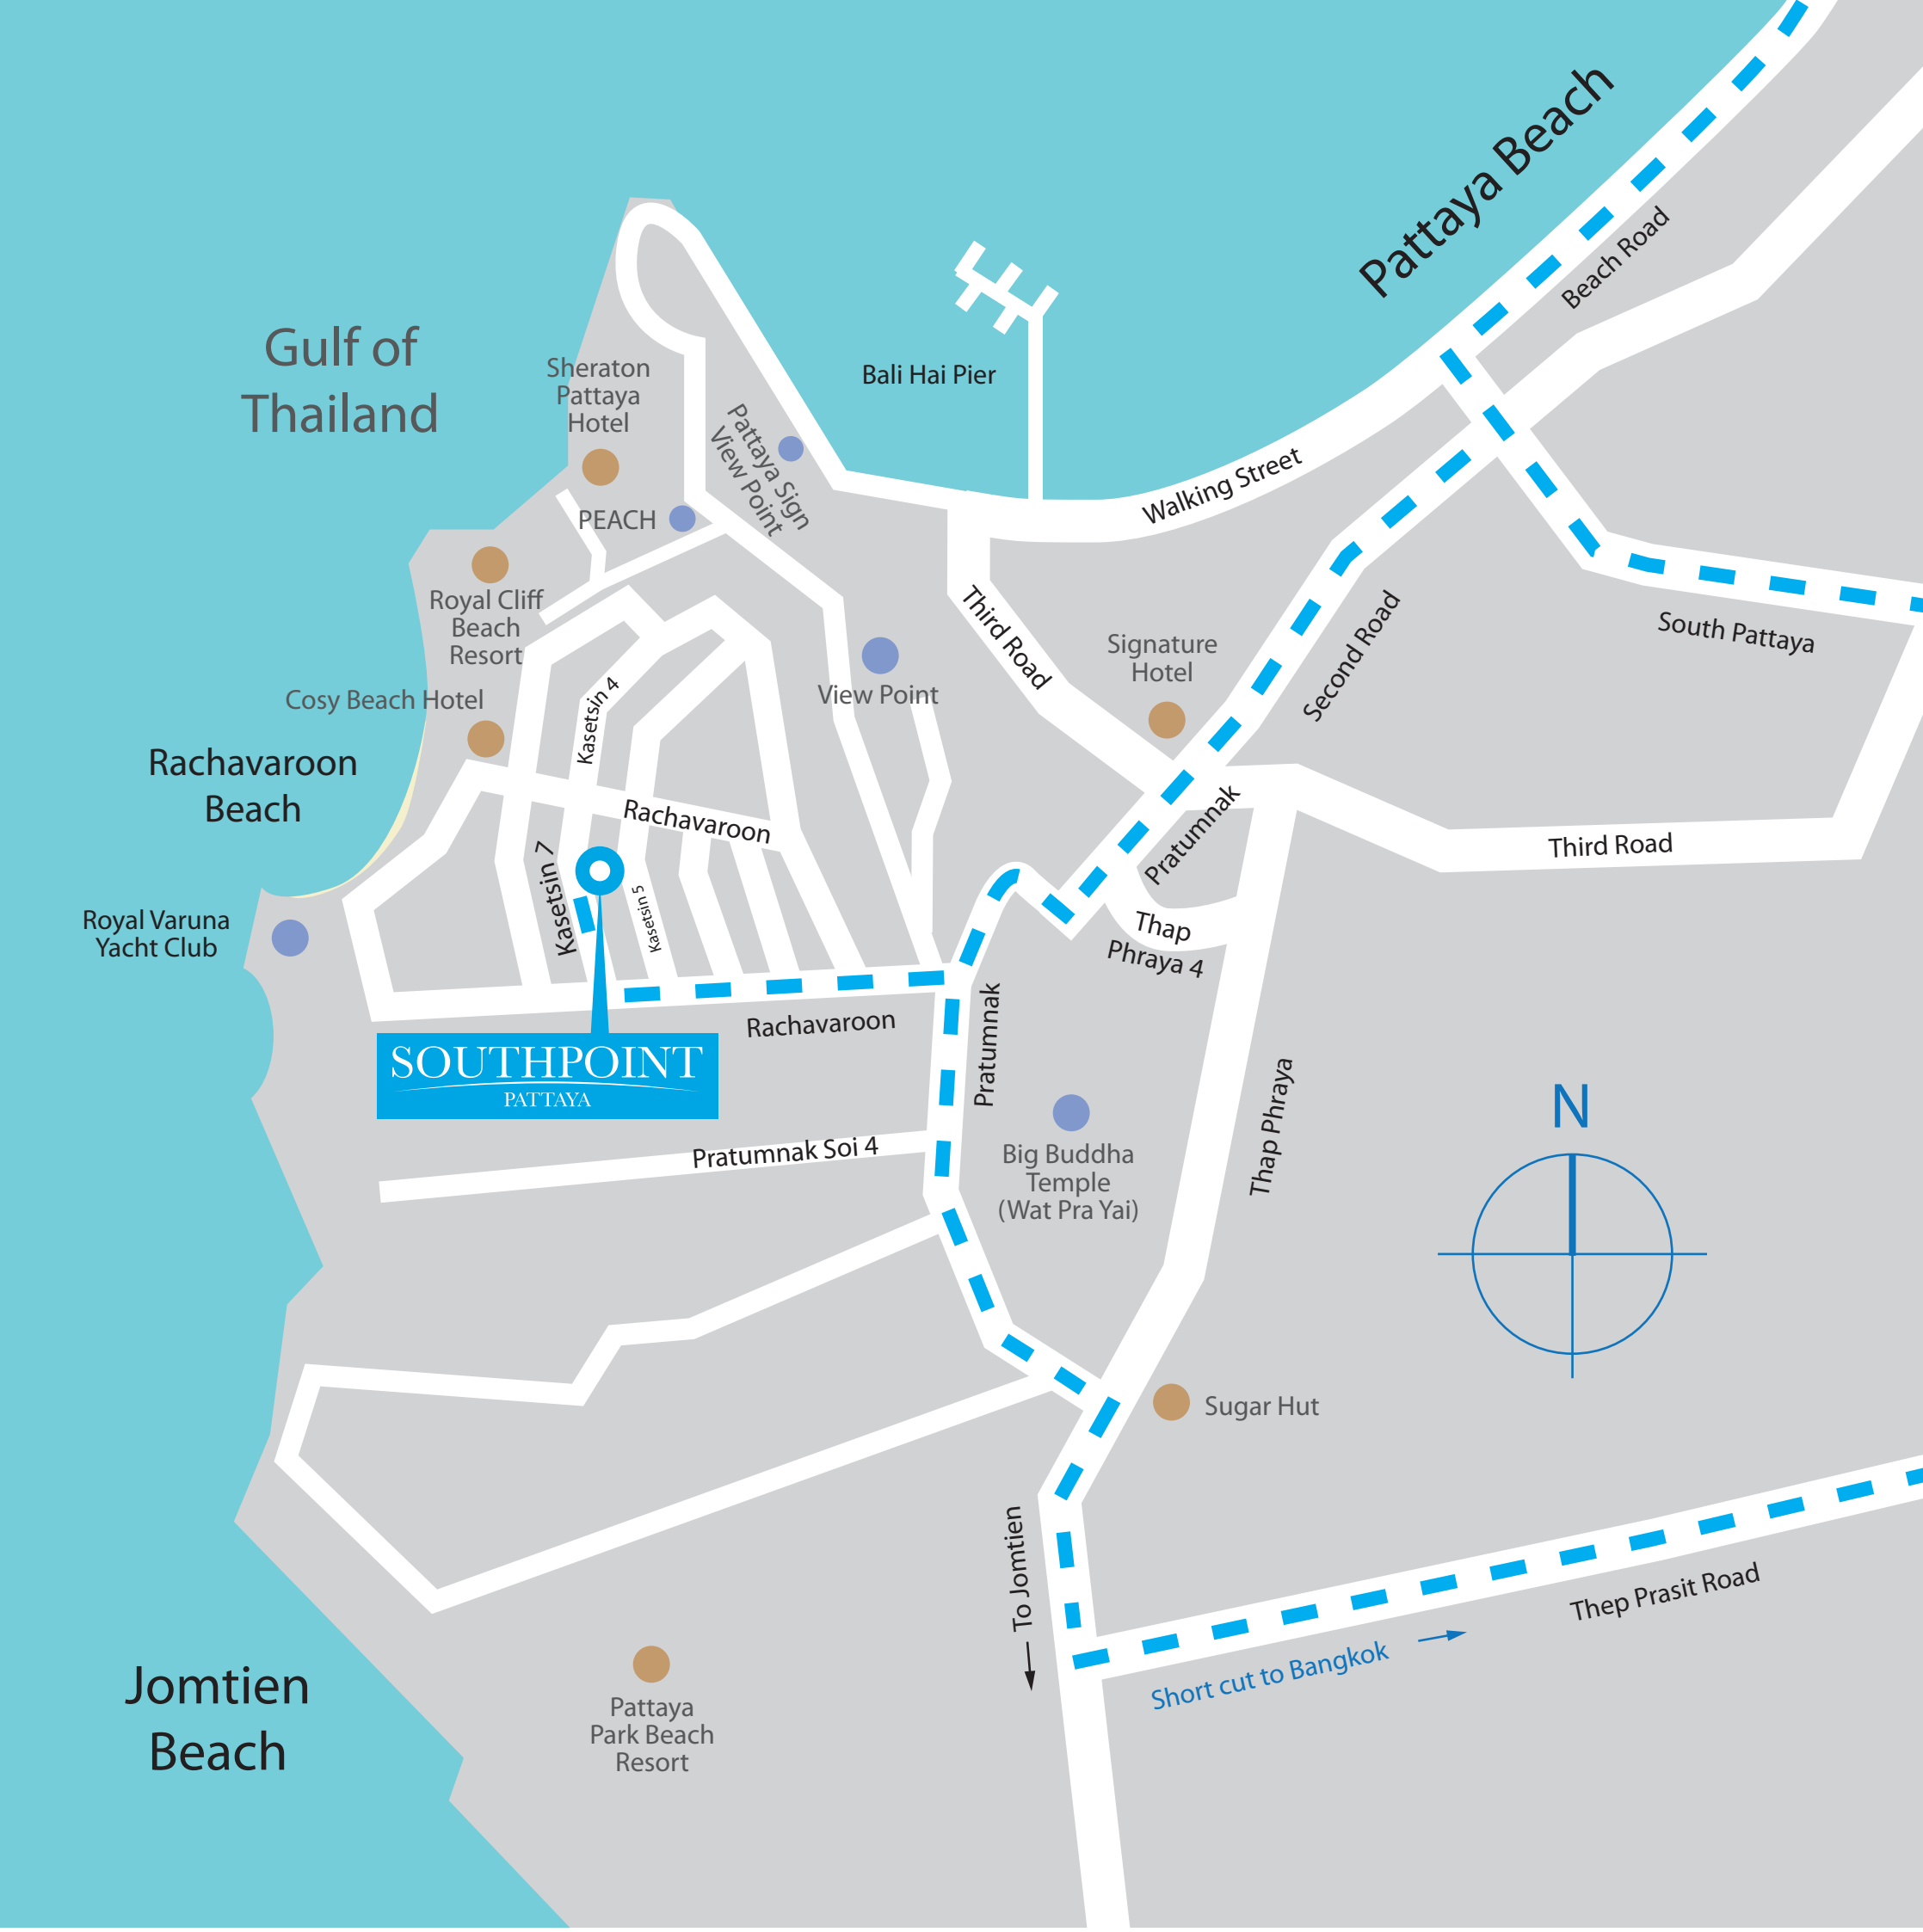 Pattaya Beach
Beach Road
Gulf of
Thailand
Sheraton
Pattaya
Hotel
Bali Hai Pier
Pattaya Sign
View Point
Walking Street
PEACH
Royal Cliff
Beach
Resort
Third Road
Signature
Hotel
Second Road
South Pattaya
Cosy Beach Hotel
Kasetsin 4
View Point
Rachavaroon
Beach
Rachavaroon
Pratumnak
Third Road
Kasetsin 7
Kasetsin 5
Royal Varuna
Yacht Club
Thap
Phraya 4
Rachavaroon
Pratumnak
SOUTHPOINT
PATTAYA
Thap Phraya
N
Pratumnak Soi 4
Big Buddha
Temple
(Wat Pra Yai)
Sugar Hut
To Jomtien
Thep Prasit Road
Short cut to Bangkok
Jomtien
Beach
Pattaya
Park Beach
Resort